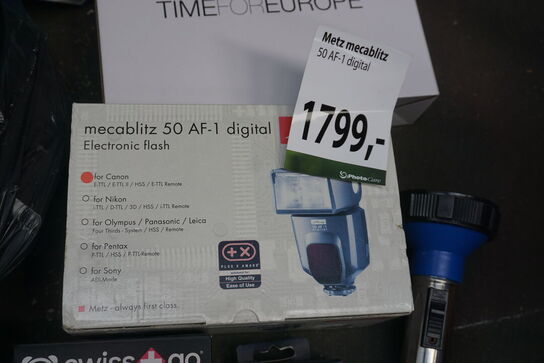 TIMEFOREUROPE
Metz mecablitz
50 AF-1 digital
1799,-
iPhotoCare
mecablitz 50 AF-1 digital
Electronic flash
for Canon
E-TTL / E-TTL II / HSS / E-TTL Remote
for Nikon
i-TTL / D-TTL / 3D / HSS / i-TTL Remote
for Olympus / Panasonic / Leica
Four Thirds - System / HSS / Remote
for Pentax
P-TTL / HSS / P-TTL-Remote
for Sony
ADI-Mode
Metz - always first class.
PLUS X AWARD
High Quality
Ease of Use
swiss+go